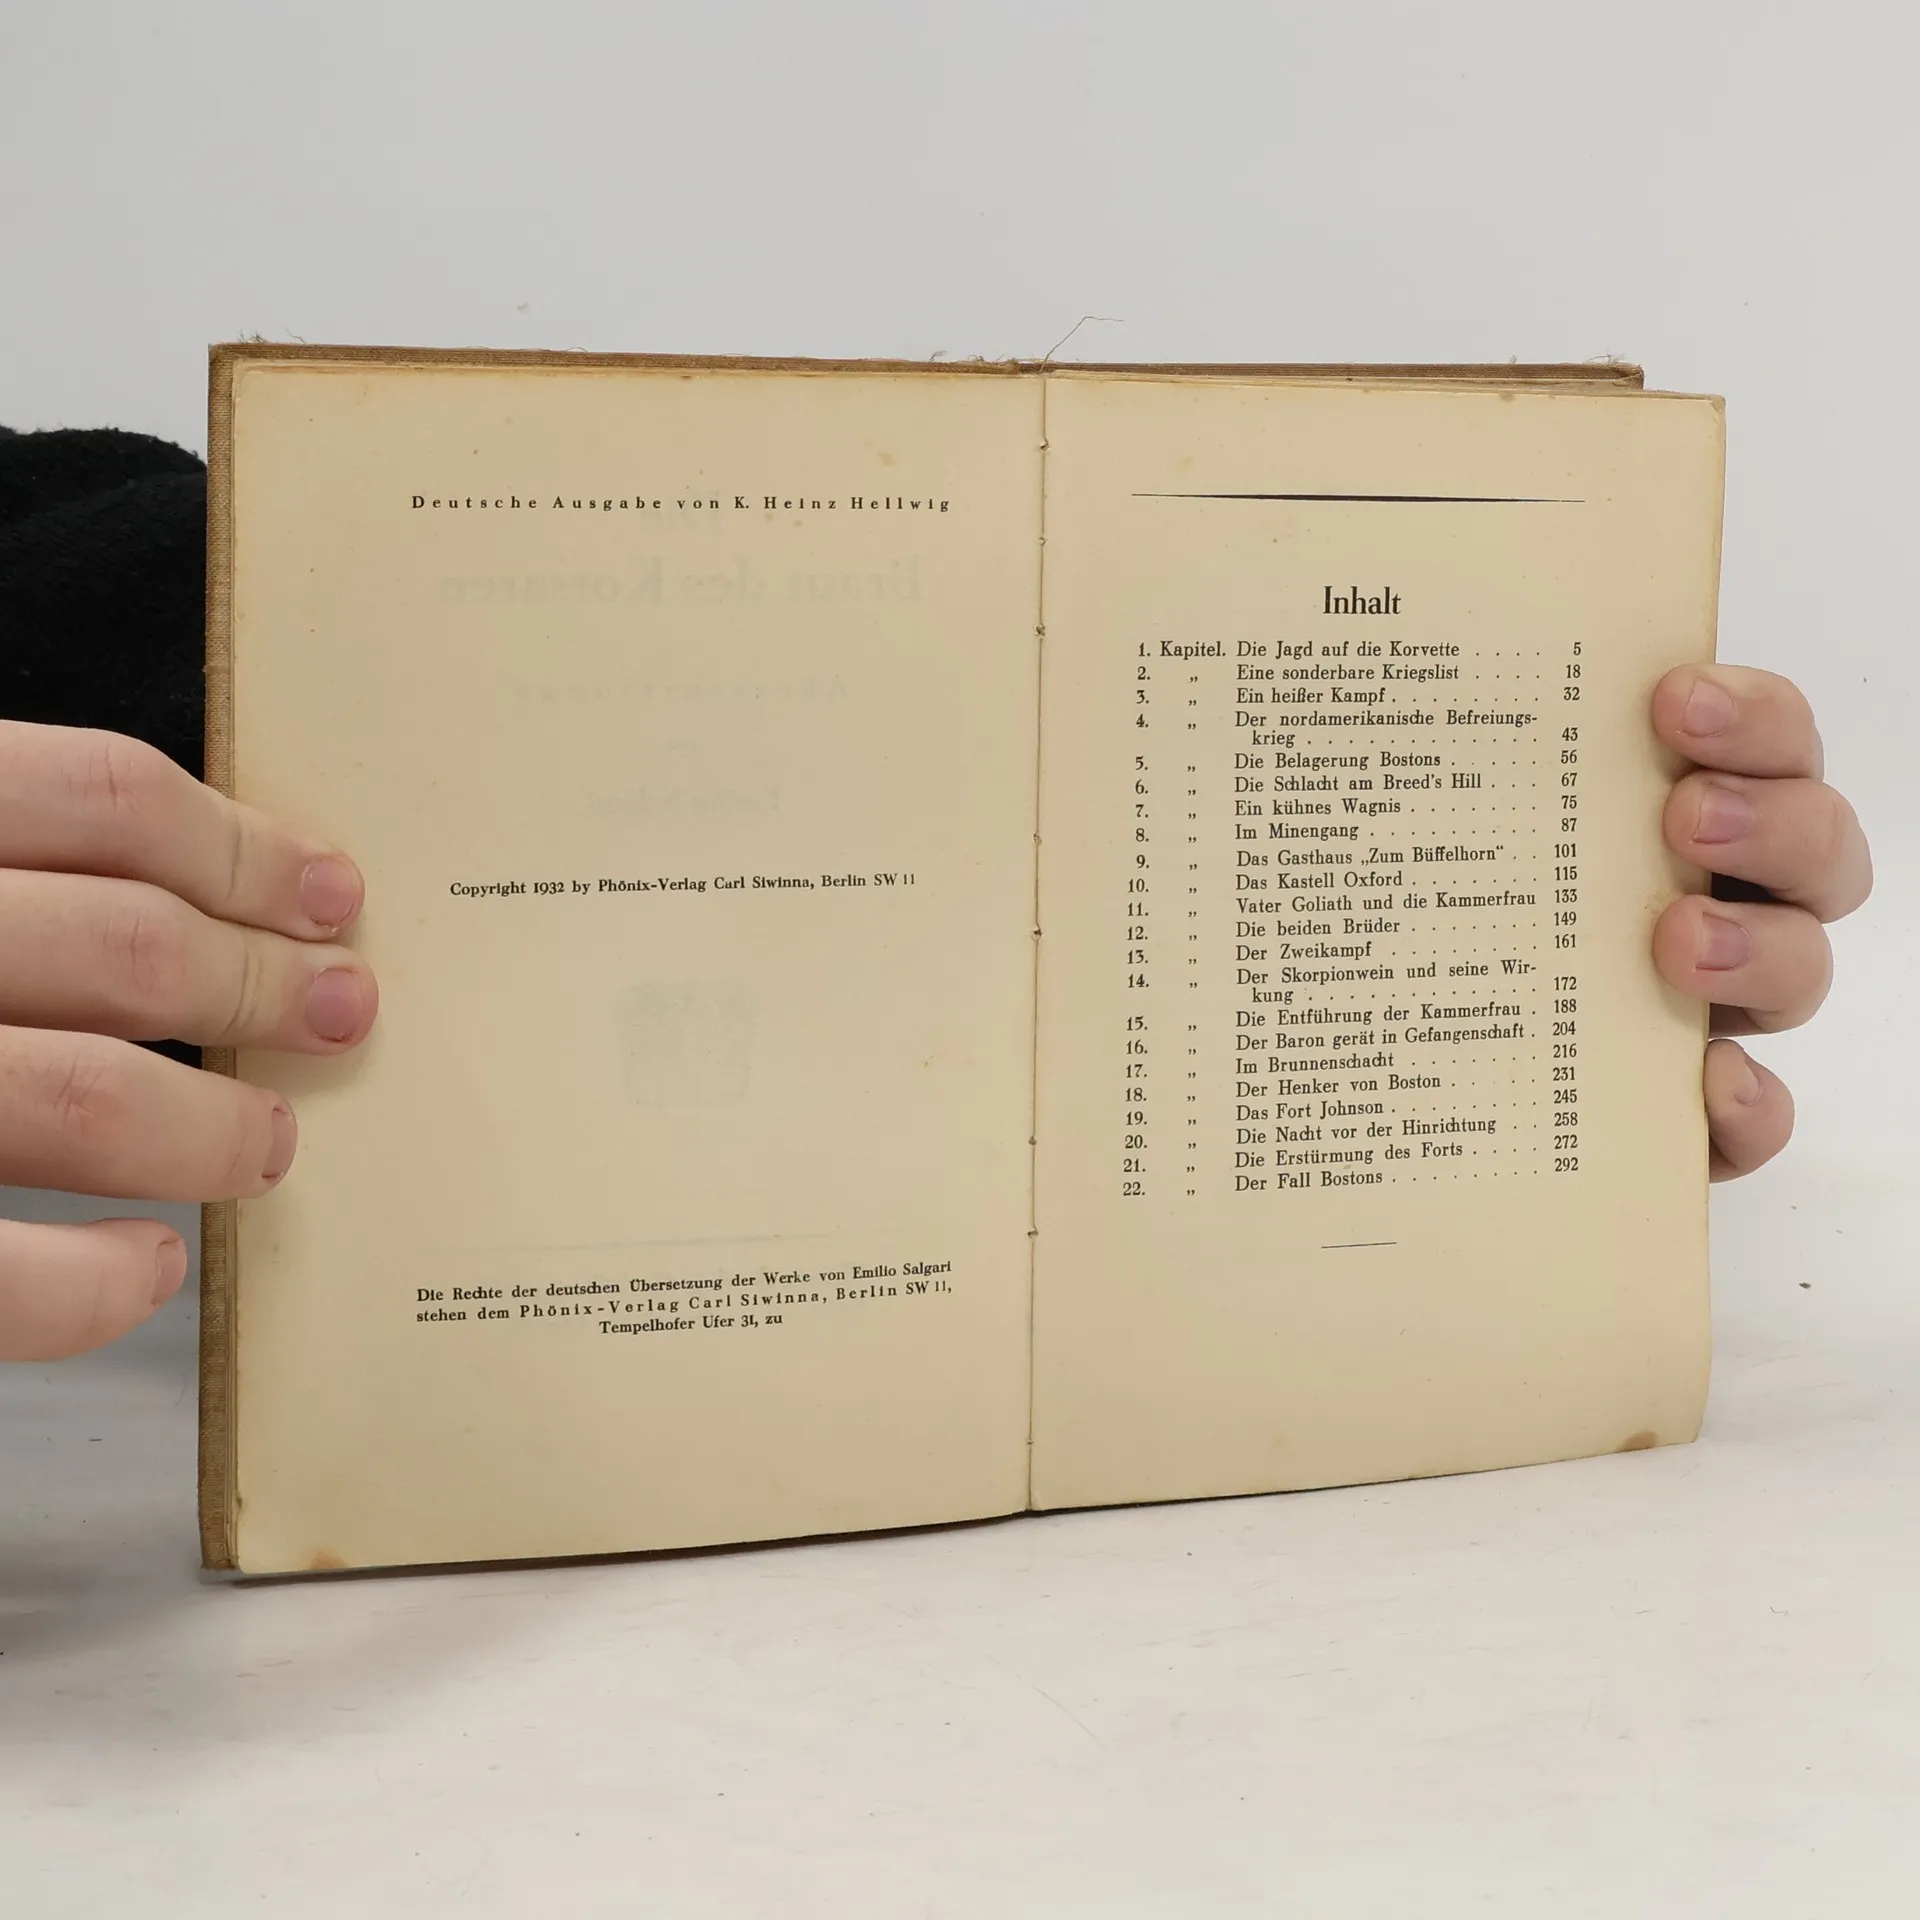 Deutsche Ausgabe von K. Heinz Hellwig
Copyright 1932 by Phönix-Verlag Carl Siwinna, Berlin SW 11
Die Rechte der deutschen Übersetzung der Werke von Emilio Salgari
stehen dem Phönix-Verlag Carl Siwinna, Berlin SW 11,
Tempelhofer Ufer 31, zu
Inhalt
1. Kapitel. Die Jagd auf die Korvette . . . . 5
2. „ Eine sonderbare Kriegslist . . . . 18
3. „ Ein heißer Kampf . . . . . . . . 32
4. „ Der nordamerikanische Befreiungs-
krieg . . . . . . . . . . . . 43
5. „ Die Belagerung Bostons . . . . . 56
6. „ Die Schlacht am Breed's Hill . . . 67
7. „ Ein kühnes Wagnis . . . . . . . 75
8. „ Im Minengang . . . . . . . . . 87
9. „ Das Gasthaus „Zum Büffelhorn“ . . 101
10. „ Das Kastell Oxford . . . . . . . 115
11. „ Vater Goliath und die Kammerfrau 133
12. „ Die beiden Brüder . . . . . . . 149
13. „ Der Zweikampf . . . . . . . . 161
14. „ Der Skorpionwein und seine Wir-
kung . . . . . . . . . . . . 172
15. „ Die Entführung der Kammerfrau . 188
16. „ Der Baron gerät in Gefangenschaft . 204
17. „ Im Brunnenschacht . . . . . . . 216
18. „ Der Henker von Boston . . . . . 231
19. „ Das Fort Johnson . . . . . . . . 245
20. „ Die Nacht vor der Hinrichtung . . 258
21. „ Die Erstürmung des Forts . . . . 272
22. „ Der Fall Bostons . . . . . . . . 292